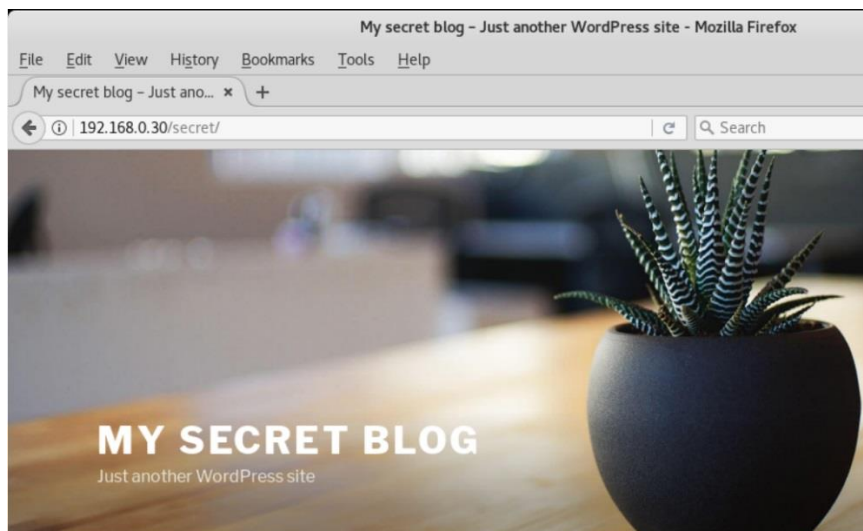 My secret blog – Just another WordPress site - Mozilla Firefox
File Edit View History Bookmarks Tools Help
My secret blog – Just ano... × +
192.168.0.30/secret/ Search
MY SECRET BLOG
Just another WordPress site